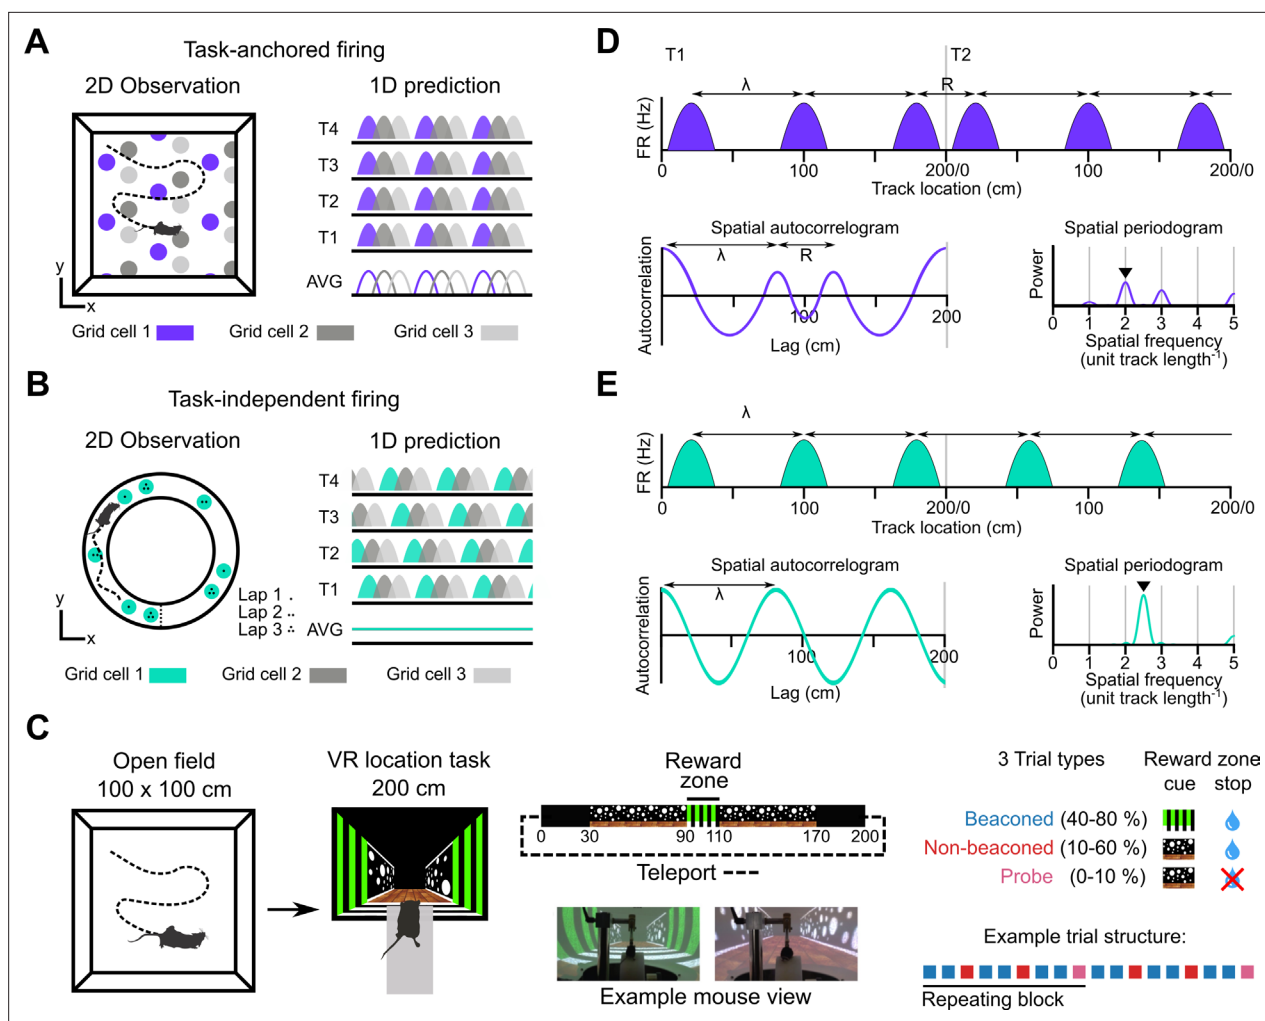 A
Task-anchored firing
2D Observation
1D prediction
T4
T3
T2
T1
AVG
y
x
Grid cell 1
Grid cell 2
Grid cell 3
B
Task-independent firing
2D Observation
1D prediction
T4
T3
T2
T1
AVG
Lap 1 .
Lap 2 ..
Lap 3 ∴
y
x
Grid cell 1
Grid cell 2
Grid cell 3
D
T1
T2
λ
R
FR (Hz)
0 100 200/0 100 200/0
Track location (cm)
Spatial autocorrelogram
λ
R
Autocorrelation
100
200
Lag (cm)
Spatial periodogram
Power
0 1 2 3 4 5
Spatial frequency
(unit track length⁻¹)
E
λ
FR (Hz)
0 100 200/0 100 200/0
Track location (cm)
Spatial autocorrelogram
λ
Autocorrelation
100
200
Lag (cm)
Spatial periodogram
Power
0 1 2 3 4 5
Spatial frequency
(unit track length⁻¹)
C
Open field
100 x 100 cm
VR location task
200 cm
Reward
zone
0 30 90 110 170 200
Teleport
Example mouse view
3 Trial types
Reward zone
cue stop
Beaconed (40-80 %)
Non-beaconed (10-60 %)
Probe (0-10 %)
Example trial structure:
Repeating block